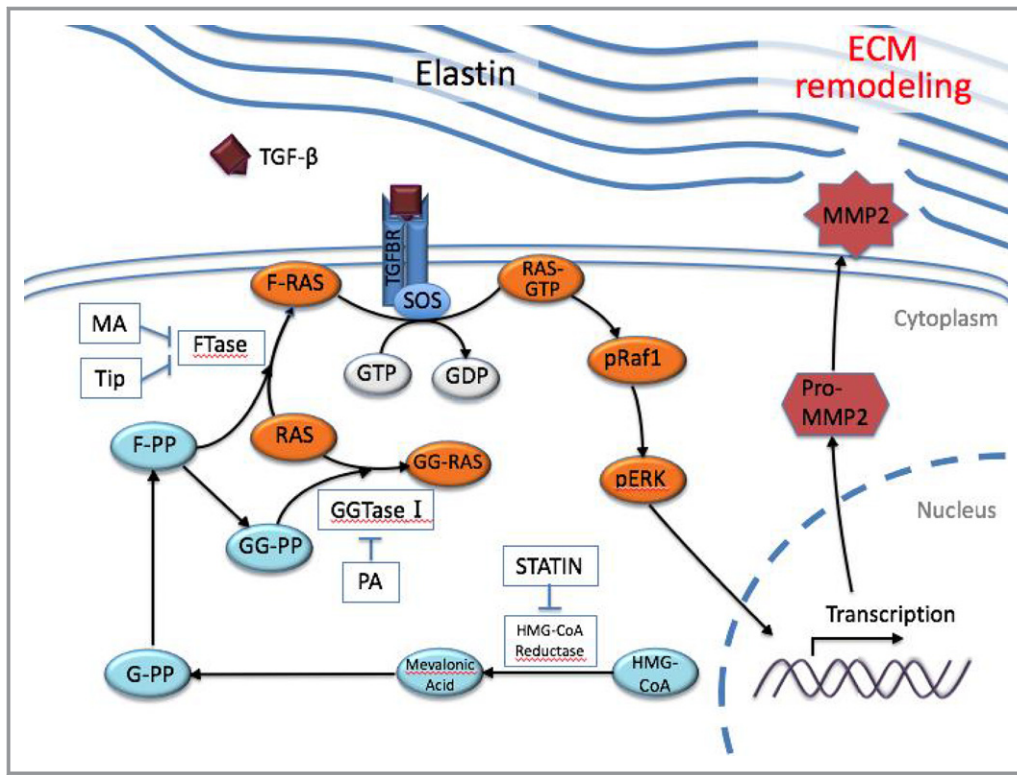 ECM
remodeling
Elastin
TGF-β
MMP2
TGFBR
F-RAS
RAS-
GTP
SOS
Cytoplasm
MA
FTase
Tip
GTP
GDP
pRaf1
Pro-
MMP2
F-PP
RAS
GG-RAS
pERK
GGTase I
Nucleus
GG-PP
PA
STATIN
HMG-CoA
Reductase
Transcription
G-PP
Mevalonic
Acid
HMG-
CoA